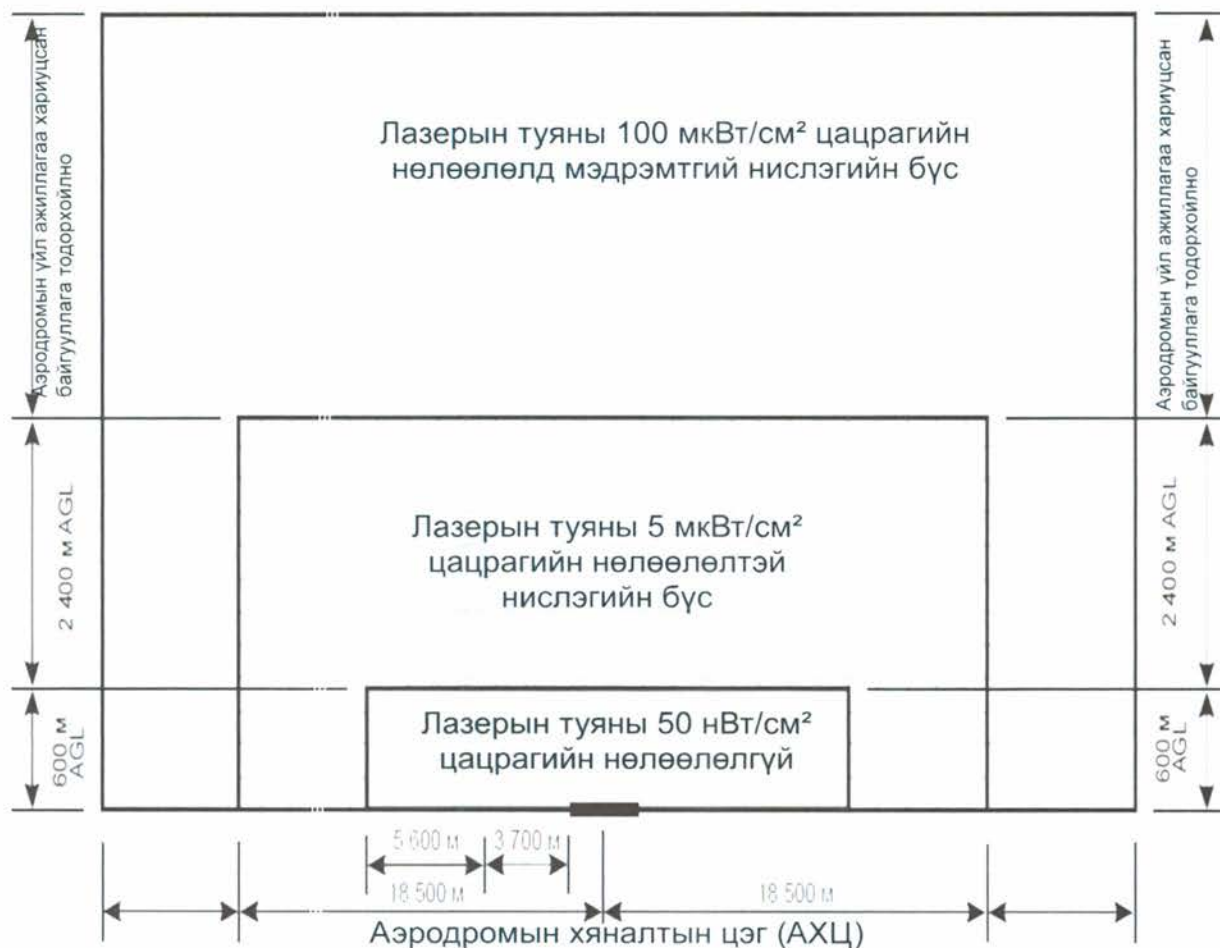 Аэродромын үйл ажиллагаа хариуцсан
байгууллага тодорхойлно
Лазерын туяны 100 мкВт/см² цацрагийн
нөлөөлөлд мэдрэмтгий нислэгийн бүс
Аэродромын үйл ажиллагаа хариуцсан
байгууллага тодорхойлно
2 400 м AGL
Лазерын туяны 5 мкВт/см²
цацрагийн нөлөөлөлтэй
нислэгийн бүс
2 400 м AGL
600 м
AGL
Лазерын туяны 50 нВт/см²
цацрагийн нөлөөлөлгүй
600 м
AGL
5 600 м
3 700 м
18 500 м
18 500 м
Аэродромын хяналтын цэг (АХЦ)